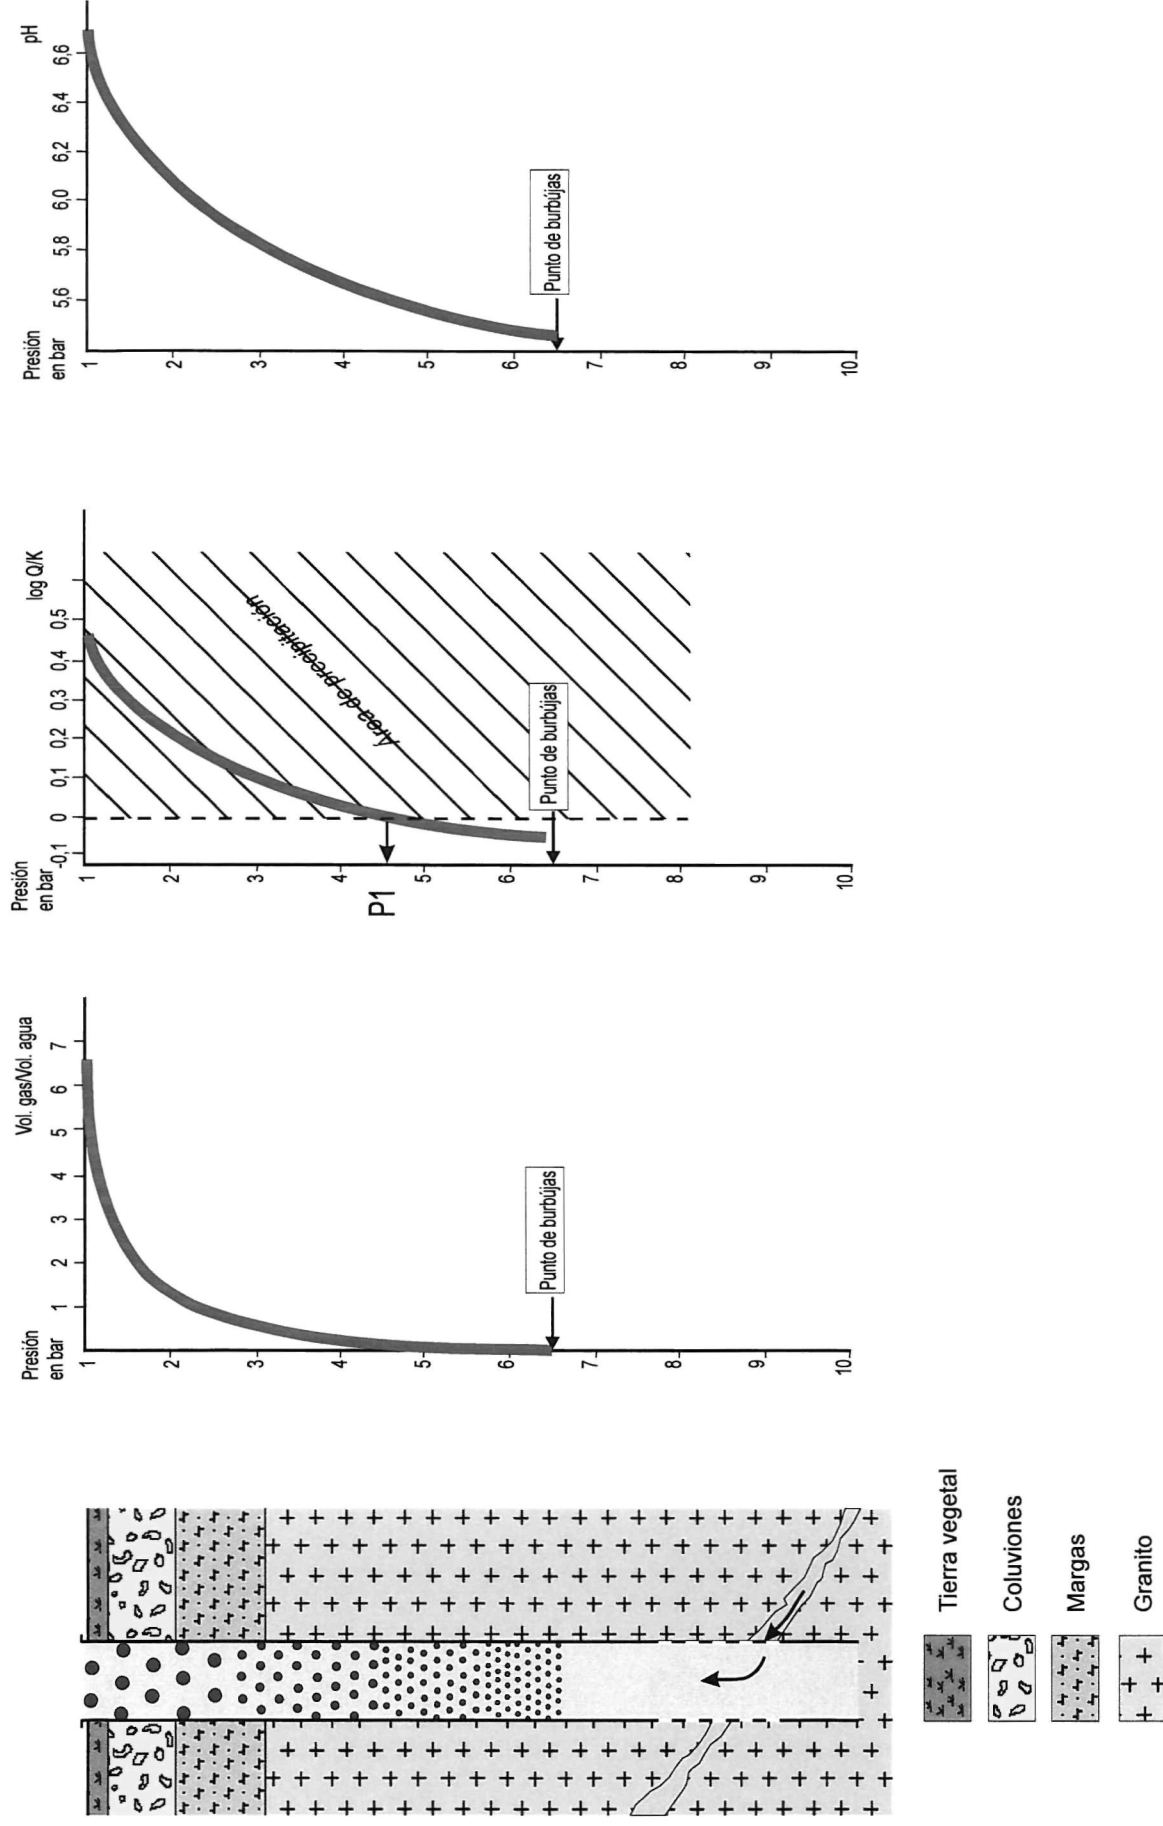 Presión
en bar
Vol. gas/Vol. agua
1 2 3 4 5 6 7
1
2
3
4
5
6
7
8
9
10
Punto de burbújas
Presión
en bar
log Q/K
-0,1 0 0,1 0,2 0,3 0,4 0,5
1
2
3
4
5
6
7
8
9
10
Área de precipitación
P1
Punto de burbújas
Presión
en bar
pH
5,6 5,8 6,0 6,2 6,4 6,6
1
2
3
4
5
6
7
8
9
10
Punto de burbújas
Tierra vegetal
Coluviones
Margas
Granito